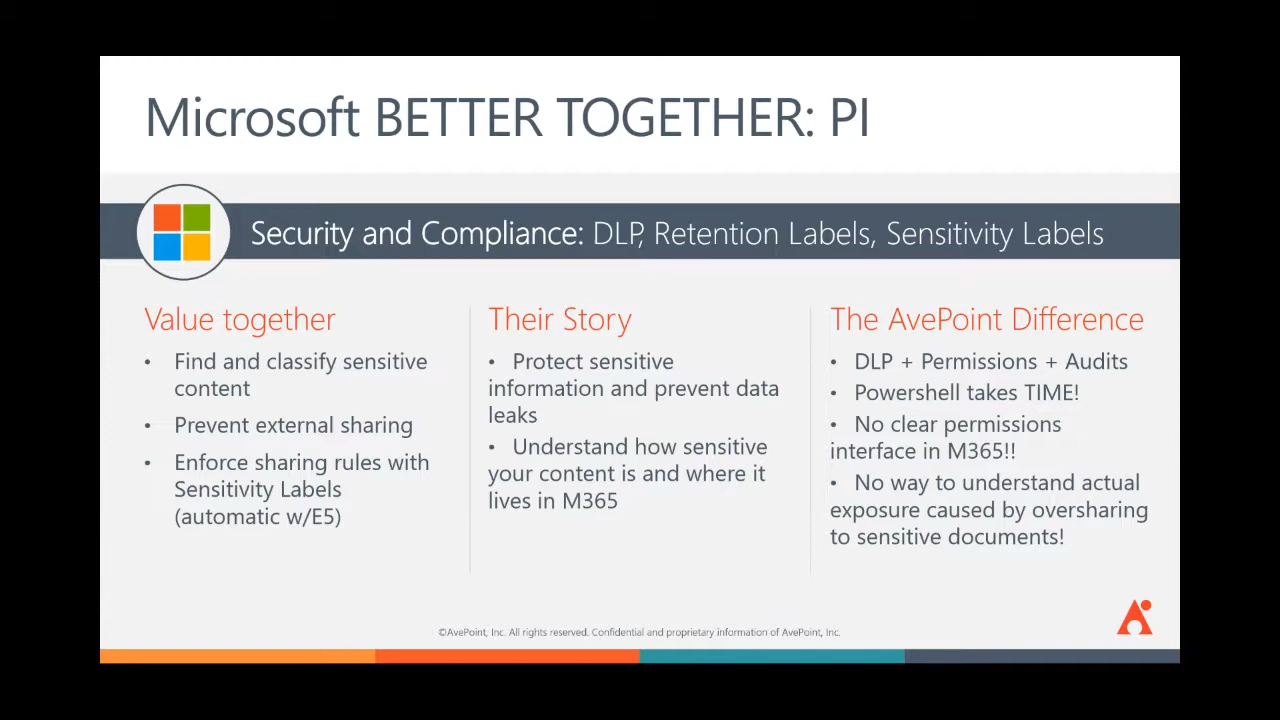 Microsoft BETTER TOGETHER: PI
Security and Compliance: DLP, Retention Labels, Sensitivity Labels
Value together
• Find and classify sensitive
content
• Prevent external sharing
• Enforce sharing rules with
Sensitivity Labels
(automatic w/E5)
Their Story
• Protect sensitive
information and prevent data
leaks
• Understand how sensitive
your content is and where it
lives in M365
The AvePoint Difference
• DLP + Permissions + Audits
• Powershell takes TIME!
• No clear permissions
interface in M365!!
• No way to understand actual
exposure caused by oversharing
to sensitive documents!
©AvePoint, Inc. All rights reserved. Confidential and proprietary information of AvePoint, Inc.